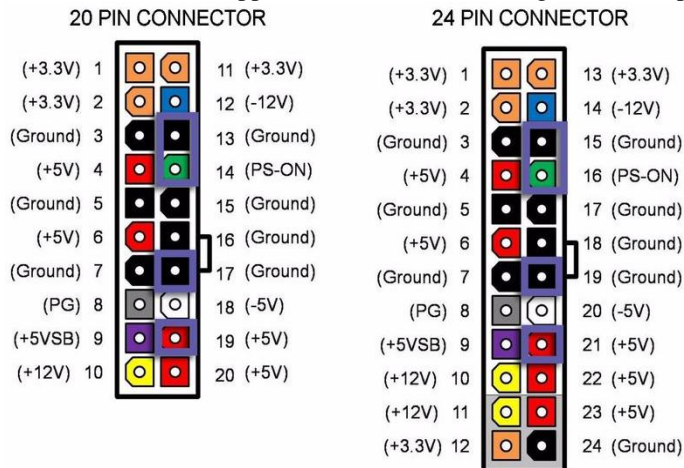 20 PIN CONNECTOR
(+3.3V) 1 11 (+3.3V)
(+3.3V) 2 12 (-12V)
(Ground) 3 13 (Ground)
(+5V) 4 14 (PS-ON)
(Ground) 5 15 (Ground)
(+5V) 6 16 (Ground)
(Ground) 7 17 (Ground)
(PG) 8 18 (-5V)
(+5VSB) 9 19 (+5V)
(+12V) 10 20 (+5V)
24 PIN CONNECTOR
(+3.3V) 1 13 (+3.3V)
(+3.3V) 2 14 (-12V)
(Ground) 3 15 (Ground)
(+5V) 4 16 (PS-ON)
(Ground) 5 17 (Ground)
(+5V) 6 18 (Ground)
(Ground) 7 19 (Ground)
(PG) 8 20 (-5V)
(+5VSB) 9 21 (+5V)
(+12V) 10 22 (+5V)
(+12V) 11 23 (+5V)
(+3.3V) 12 24 (Ground)